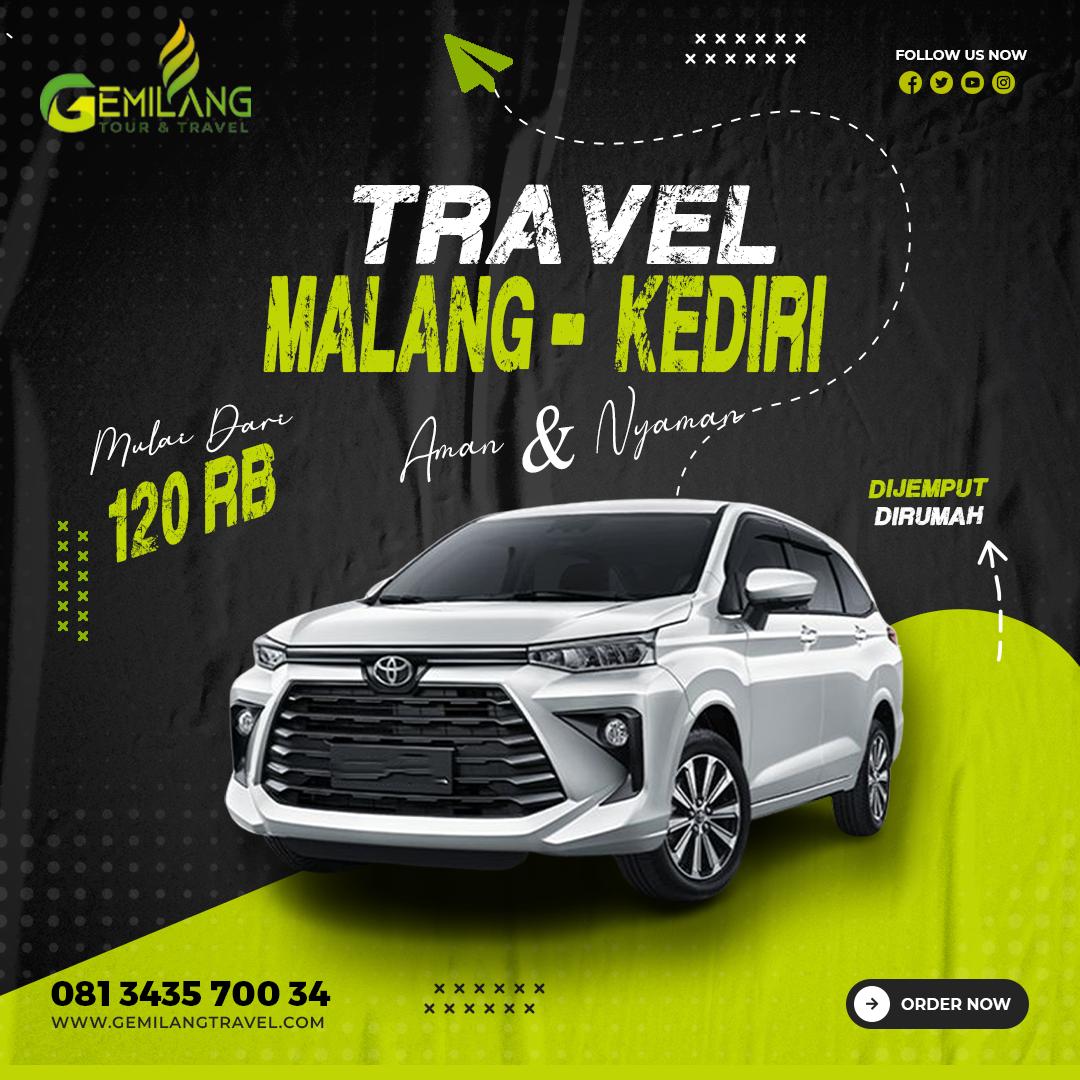 GEMILANG
TOUR & TRAVEL
FOLLOW US NOW
TRAVEL
MALANG - KEDIRI
Aman & Nyaman
Mulai Dari
120 RB
DIJEMPUT
DIRUMAH
081 3435 700 34
WWW.GEMILANGTRAVEL.COM
ORDER NOW